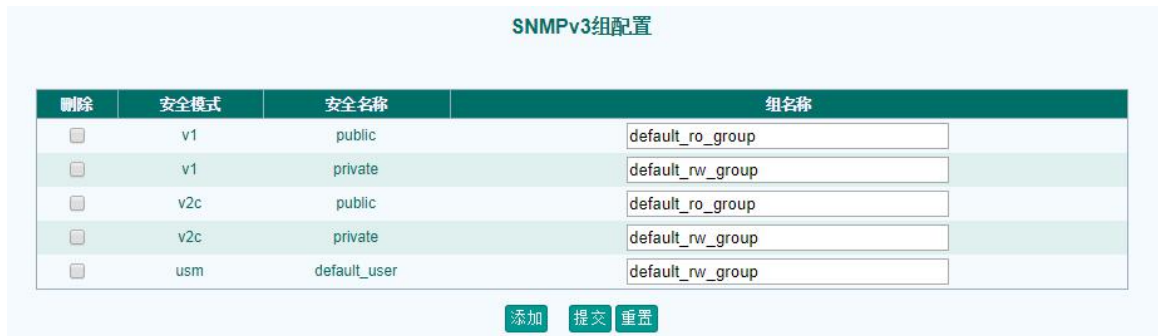 SNMPv3组配置
删除 安全模式 安全名称 组名称
v1 public default_ro_group
v1 private default_rw_group
v2c public default_ro_group
v2c private default_rw_group
usm default_user default_rw_group
添加 提交 重置